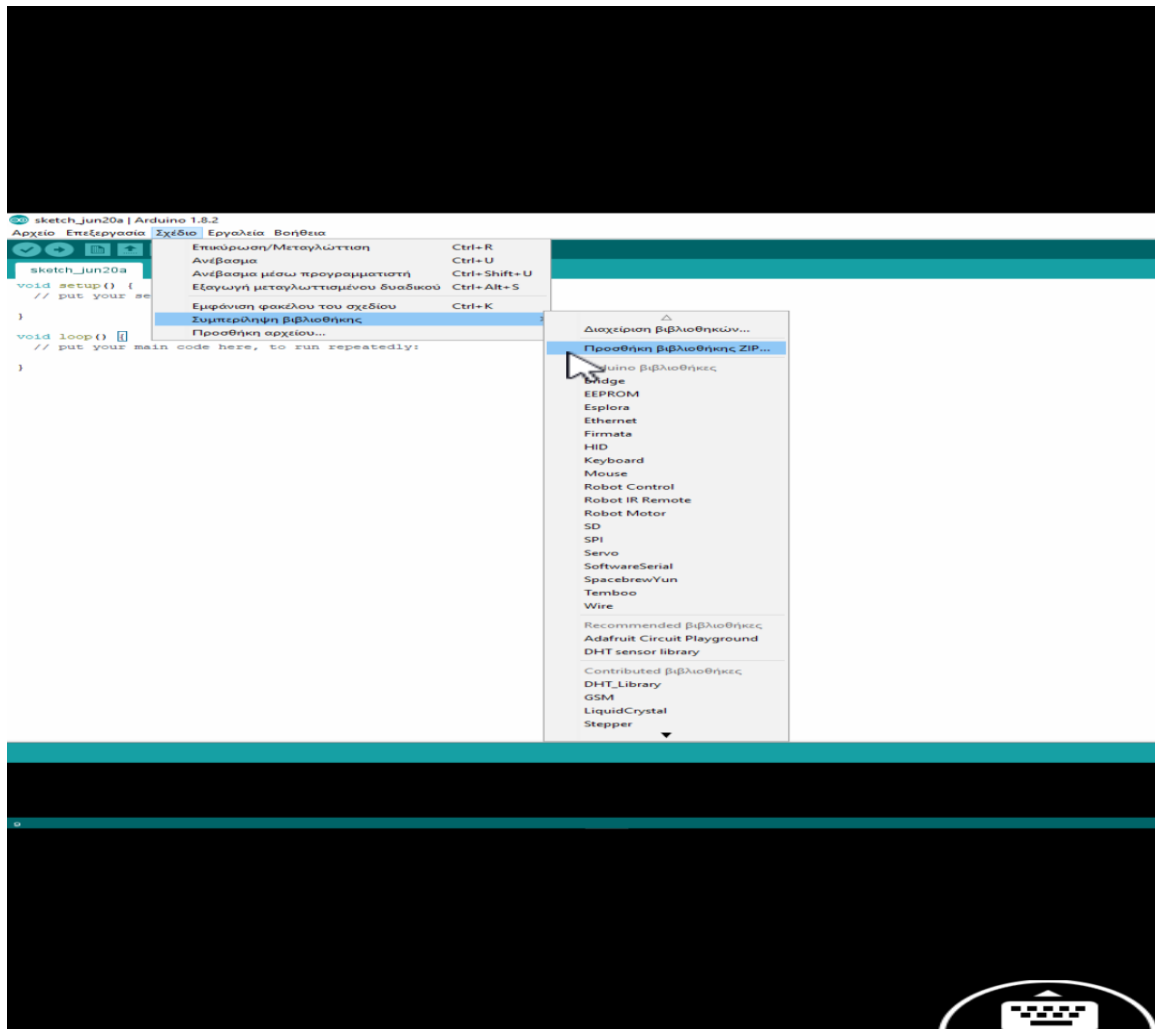 sketch_jun20a | Arduino 1.8.2
Αρχείο Επεξεργασία Σχέδιο Εργαλεία Βοήθεια
sketch_jun20a
Επικύρωση/Μεταγλώττιση Ctrl+R
Ανέβασμα Ctrl+U
Ανέβασμα μέσω προγραμματιστή Ctrl+Shift+U
Εξαγωγή μεταγλωττισμένου δυαδικού Ctrl+Alt+S
Εμφάνιση φακέλου του σχεδίου Ctrl+K
Συμπερίληψη βιβλιοθήκης
Προσθήκη αρχείου...
void setup() {
// put your se
}
void loop() {
// put your main code here, to run repeatedly:
}
Διαχείριση βιβλιοθηκών...
Προσθήκη βιβλιοθήκης ZIP...
βιβλιοθήκες
Bridge
EEPROM
Esplora
Ethernet
Firmata
HID
Keyboard
Mouse
Robot Control
Robot IR Remote
Robot Motor
SD
SPI
Servo
SoftwareSerial
SpacebrewYun
Temboo
Wire
Recommended βιβλιοθήκες
Adafruit Circuit Playground
DHT sensor library
Contributed βιβλιοθήκες
DHT_Library
GSM
LiquidCrystal
Stepper